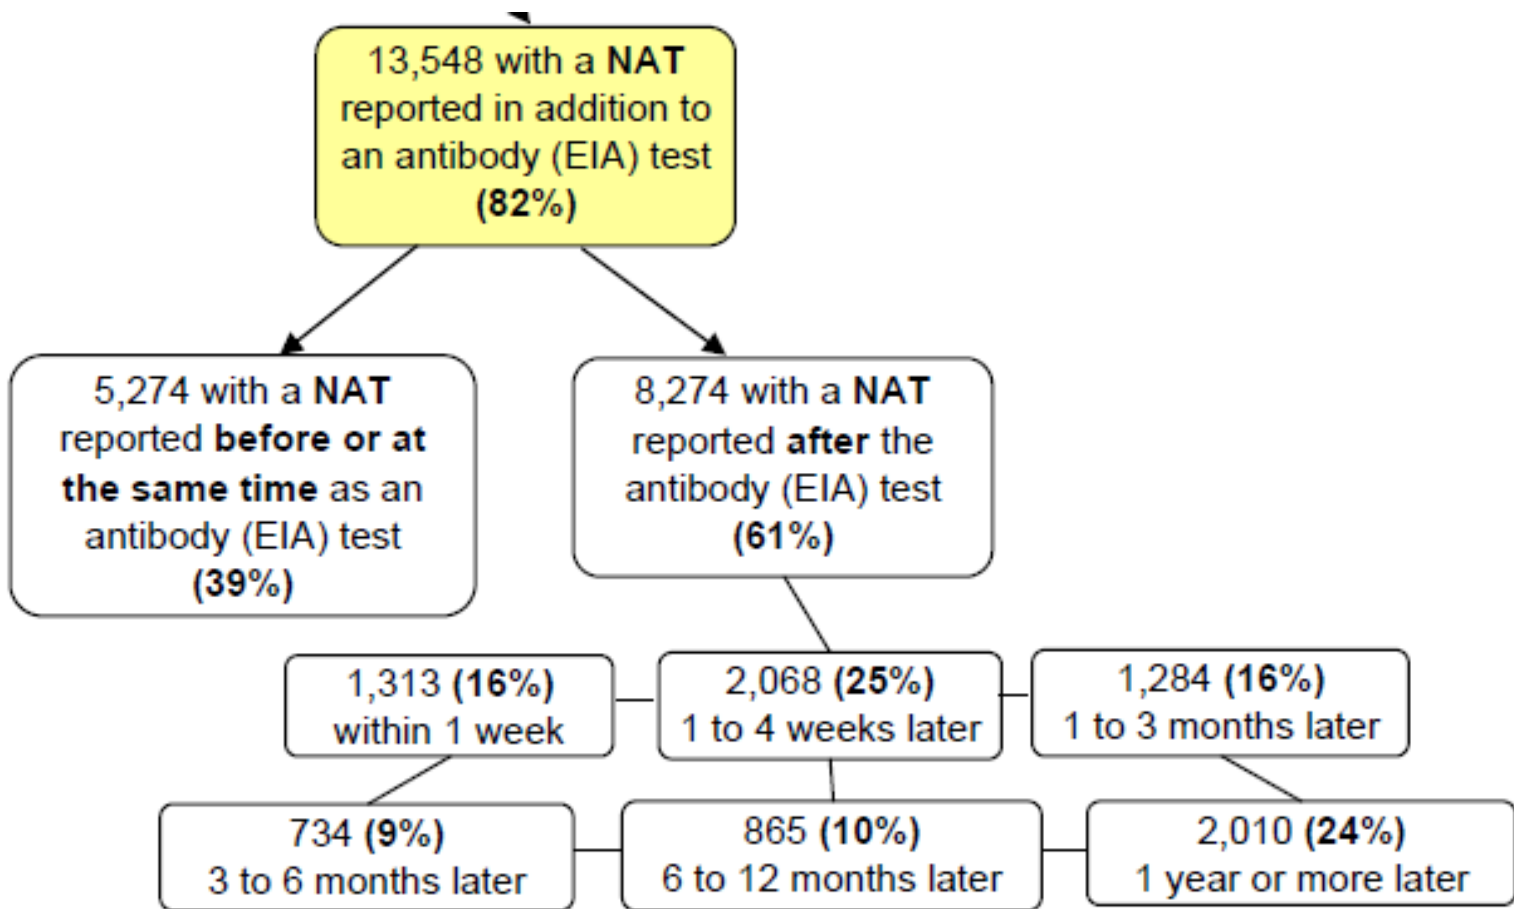 13,548 with a NAT
reported in addition to
an antibody (EIA) test
(82%)
5,274 with a NAT
reported before or at
the same time as an
antibody (EIA) test
(39%)
8,274 with a NAT
reported after the
antibody (EIA) test
(61%)
1,313 (16%)
within 1 week
2,068 (25%)
1 to 4 weeks later
1,284 (16%)
1 to 3 months later
734 (9%)
3 to 6 months later
865 (10%)
6 to 12 months later
2,010 (24%)
1 year or more later